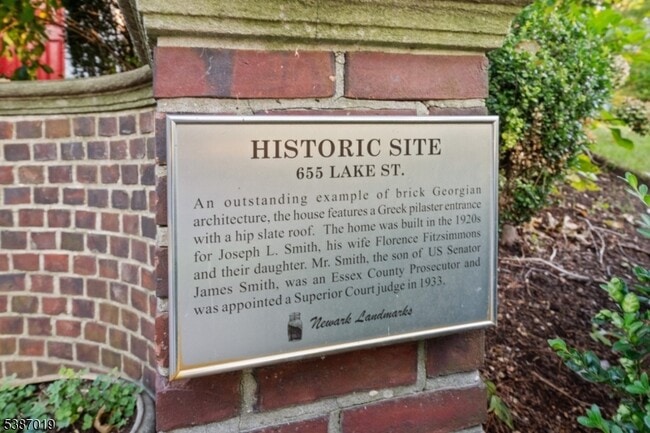 HISTORIC SITE
655 LAKE ST.
An outstanding example of brick Georgian
architecture, the house features a Greek pilaster entrance
with a hip slate roof. The home was built in the 1920s
for Joseph L. Smith, his wife Florence Fitzsimmons
and their daughter. Mr. Smith, the son of US Senator
James Smith, was an Essex County Prosecutor and
was appointed a Superior Court judge in 1933.
Newark Landmarks
5387019